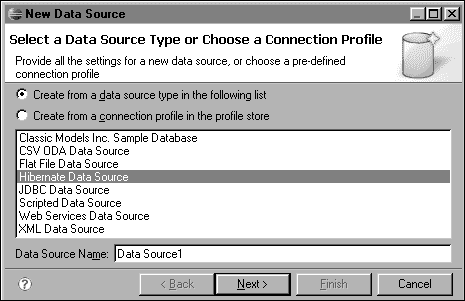 New Data Source
Select a Data Source Type or Choose a Connection Profile
Provide all the settings for a new data source, or choose a pre-defined
connection profile
Create from a data source type in the following list
Create from a connection profile in the profile store
Classic Models Inc. Sample Database
CSV ODA Data Source
Flat File Data Source
Hibernate Data Source
JDBC Data Source
Scripted Data Source
Web Services Data Source
XML Data Source
Data Source Name: Data Source1
? < Back Next > Finish Cancel